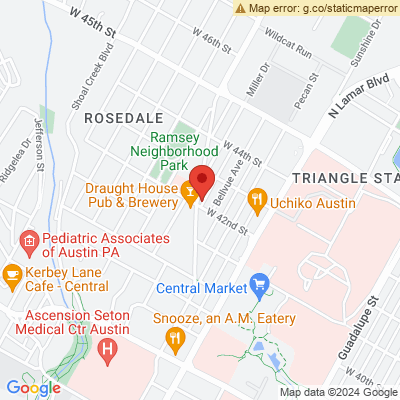 Map error: g.co/staticmaperror
W 45th St
W 46th St
Wildcat Run
Sunshine Dr
Shoal Creek Blvd
Miller Dr
Pecan St
N Lamar Blvd
ROSEDALE
Ramsey
Neighborhood
Park
W 44th St
Jefferson St
Ridgelea Dr
TRIANGLE STA
Draught House
Pub & Brewery
Bellvue Ave
Uchiko Austin
W 42nd St
Pediatric Associates
of Austin PA
Kerbey Lane
Cafe - Central
Central Market
Ascension Seton
Medical Ctr Austin
H
Snooze, an A.M. Eatery
Guadalupe St
W 40th St
Google
Map data ©2024 Google